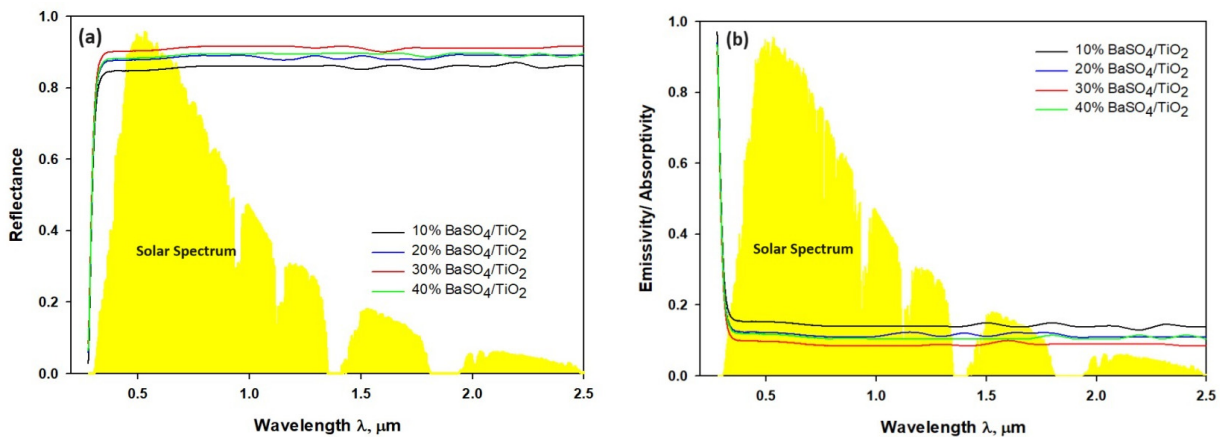 (a)
1.0
0.8
0.6
0.4
0.2
0.0
Reflectance
Solar Spectrum
10% BaSO4/TiO2
20% BaSO4/TiO2
30% BaSO4/TiO2
40% BaSO4/TiO2
0.5
1.0
1.5
2.0
2.5
Wavelength λ, μm
(b)
1.0
0.8
0.6
0.4
0.2
0.0
Emissivity/ Absorptivity
Solar Spectrum
10% BaSO4/TiO2
20% BaSO4/TiO2
30% BaSO4/TiO2
40% BaSO4/TiO2
0.5
1.0
1.5
2.0
2.5
Wavelength λ, μm